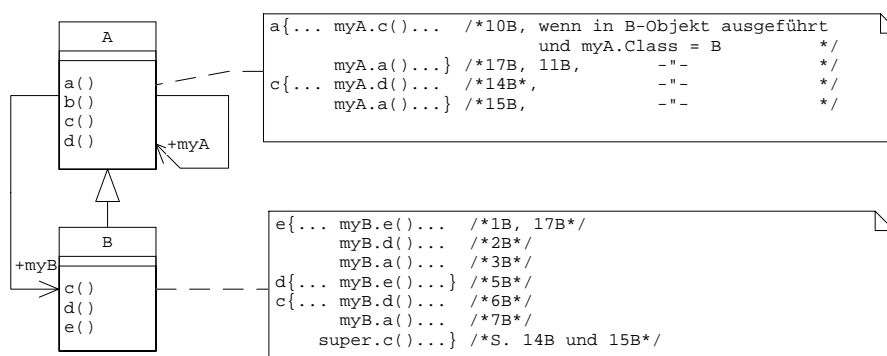 A
a()
b()
c()
d()
+myA
a{... myA.c()... /*10B, wenn in B-Objekt ausgeführt
und myA.Class = B */
myA.a()...} /*17B, 11B, -"- */
c{... myA.d()... /*14B*, -"- */
myA.a()...} /*15B, -"- */
B
+myB
c()
d()
e()
e{... myB.e()... /*1B, 17B*/
myB.d()... /*2B*/
myB.a()... /*3B*/
d{... myB.e()...} /*5B*/
c{... myB.d()... /*6B*/
myB.a()... /*7B*/
super.c()...} /*S. 14B und 15B*/